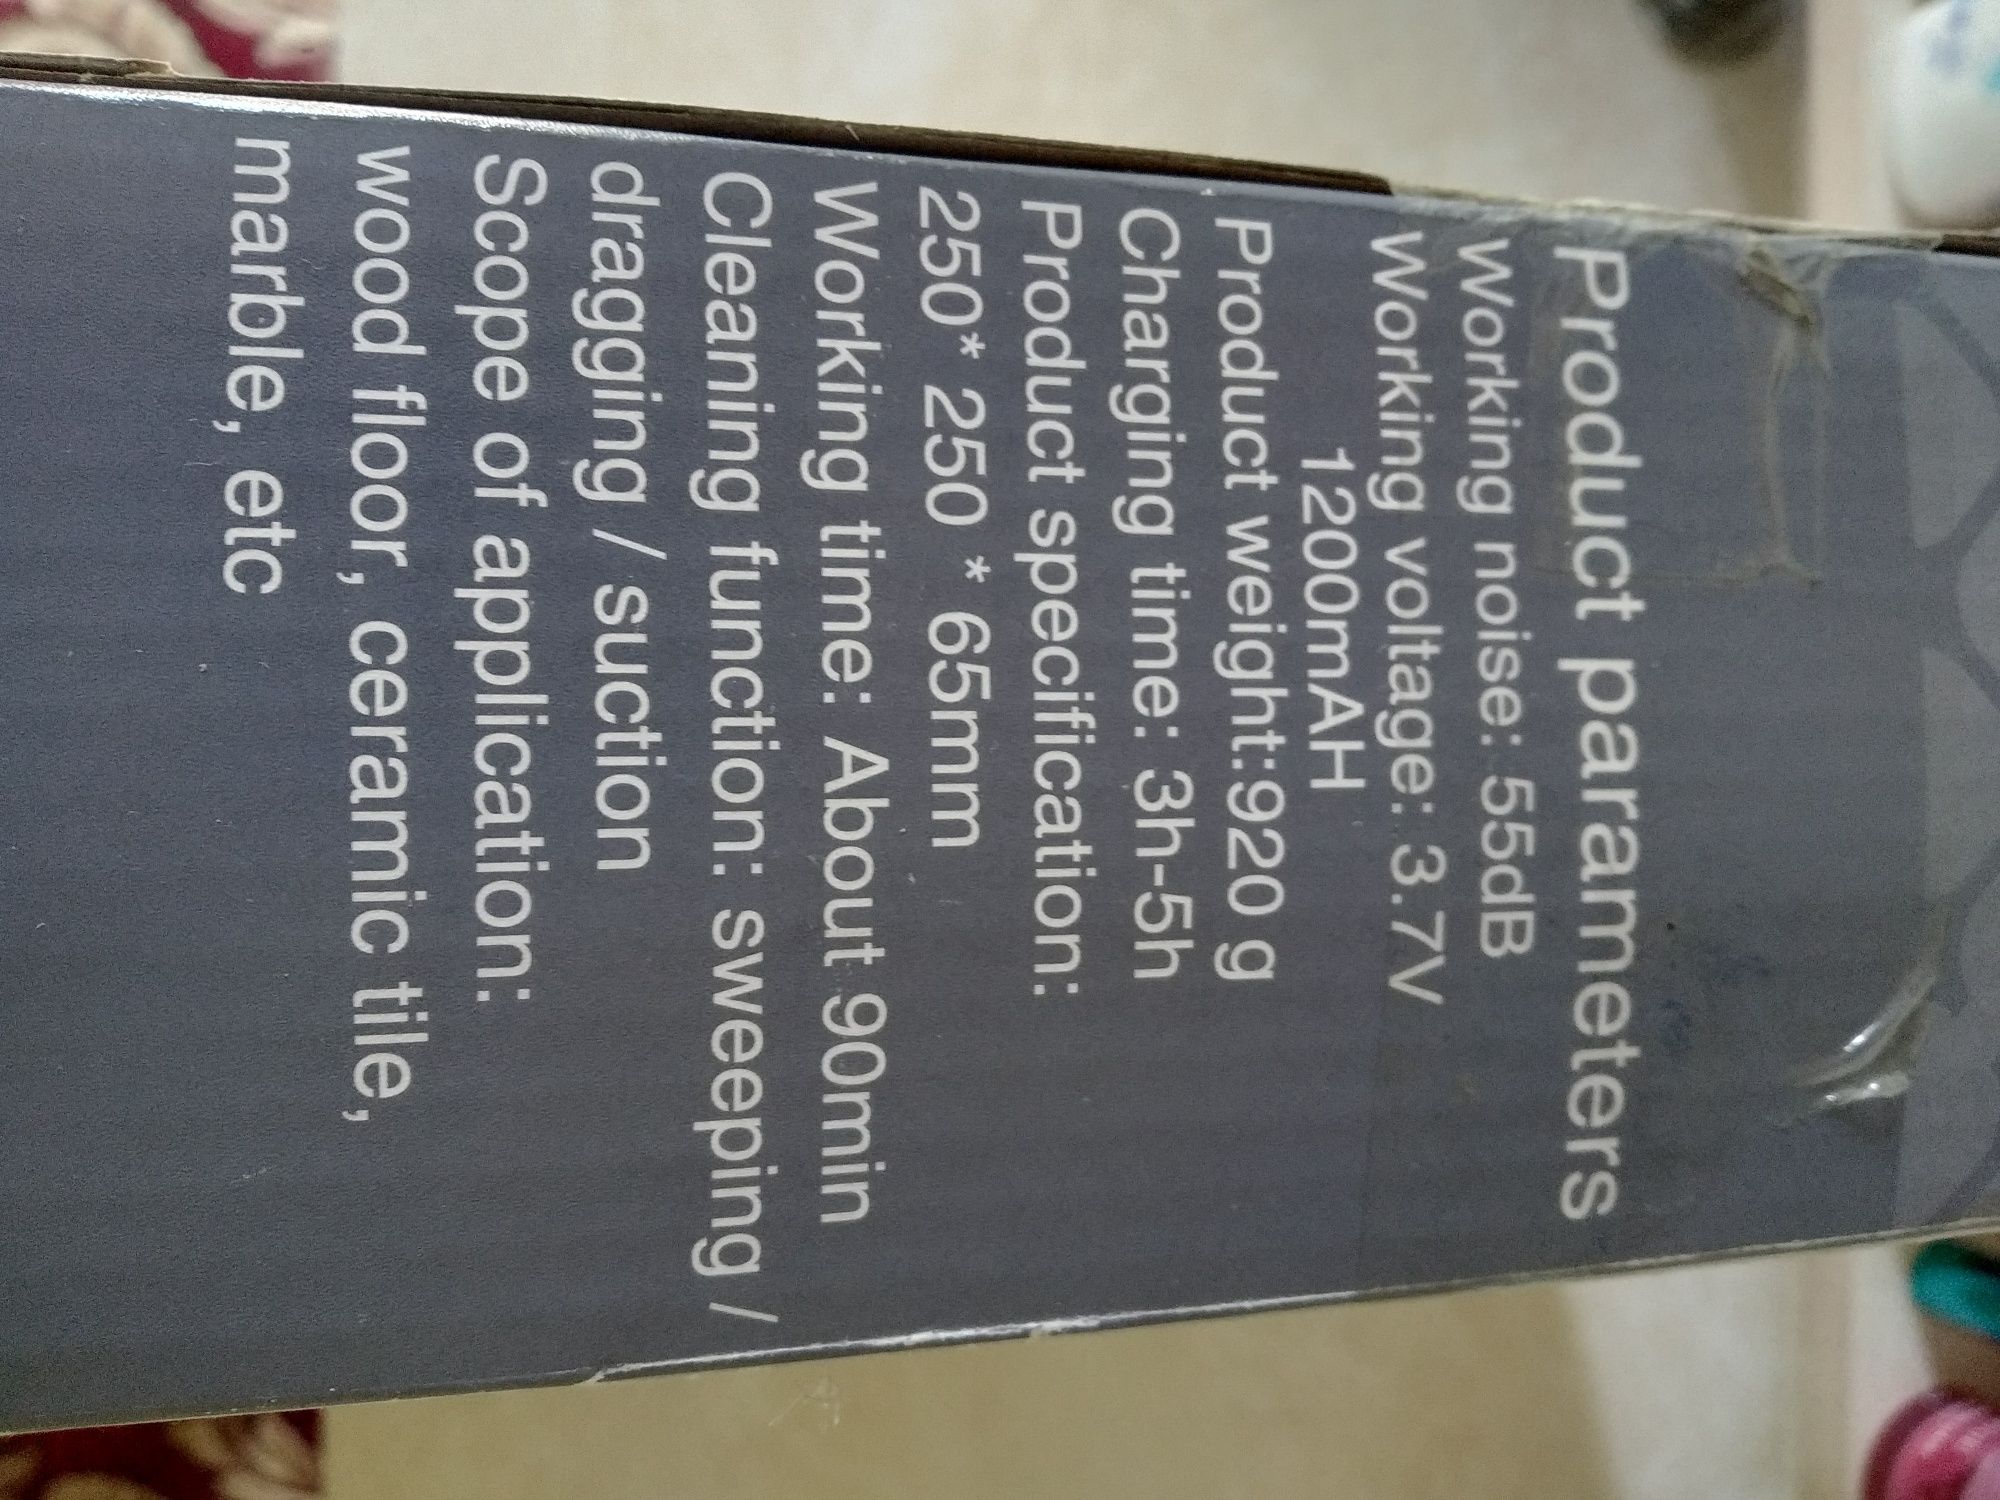 Product parameters
Working noise: 55dB
Working voltage: 3.7V
1200mAH
Product weight:920 g
Charging time: 3h-5h
Product specification:
250* 250 * 65mm
Working time: About 90min
Cleaning function: sweeping /
dragging / suction
Scope of application:
wood floor, ceramic tile,
marble, etc